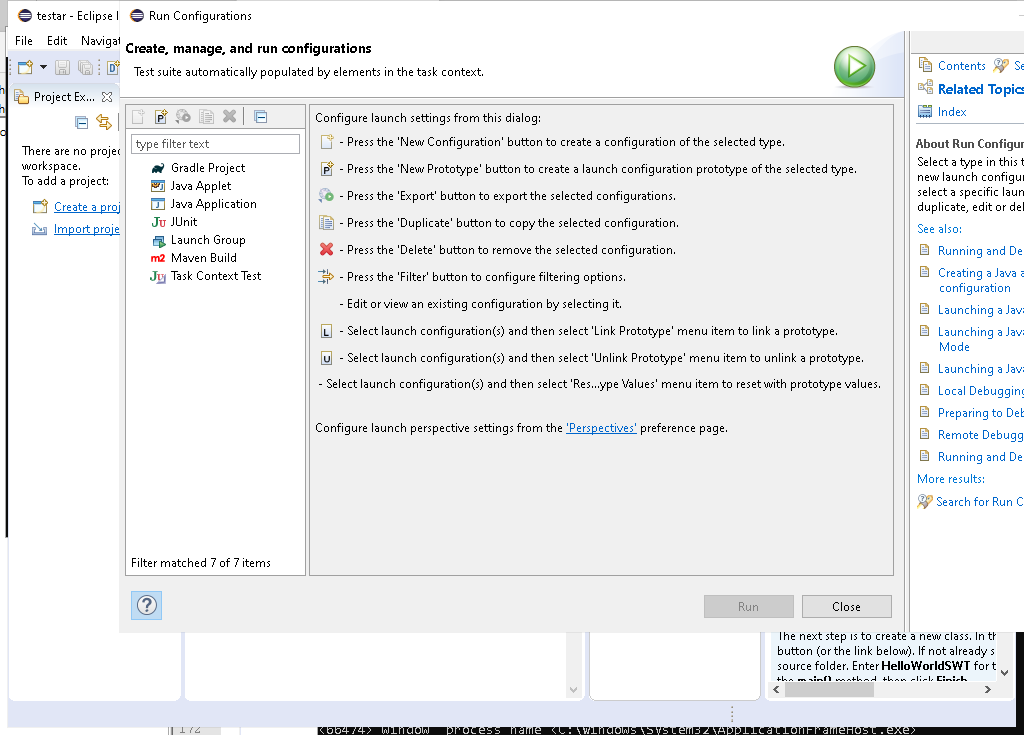 testar - Eclipse I
Run Configurations
File Edit Navigat
Create, manage, and run configurations
Test suite automatically populated by elements in the task context.
Project Ex...
There are no projec
workspace.
To add a project:
Create a proj
Import proje
type filter text
Gradle Project
Java Applet
Java Application
JUnit
Launch Group
Maven Build
Task Context Test
Filter matched 7 of 7 items
Configure launch settings from this dialog:
- Press the 'New Configuration' button to create a configuration of the selected type.
- Press the 'New Prototype' button to create a launch configuration prototype of the selected type.
- Press the 'Export' button to export the selected configurations.
- Press the 'Duplicate' button to copy the selected configuration.
- Press the 'Delete' button to remove the selected configuration.
- Press the 'Filter' button to configure filtering options.
- Edit or view an existing configuration by selecting it.
- Select launch configuration(s) and then select 'Link Prototype' menu item to link a prototype.
- Select launch configuration(s) and then select 'Unlink Prototype' menu item to unlink a prototype.
- Select launch configuration(s) and then select 'Res...ype Values' menu item to reset with prototype values.
Configure launch perspective settings from the 'Perspectives' preference page.
Run
Close
Contents Se
Related Topics
Index
About Run Configur
Select a type in this t
new launch configur
select a specific laun
duplicate, edit or del
See also:
Running and De
Creating a Java a
configuration
Launching a Java
Launching a Java
Mode
Launching a Java
Local Debugging
Preparing to Deb
Remote Debugg
Running and De
More results:
Search for Run C
The next step is to create a new class. In th
button (or the link below). If not already s
source folder. Enter HelloWorldSWT for t
the main() method, then click Finish.
172
<66474> window process name <C:\Windows\System32\ApplicationFrameHost.exe>